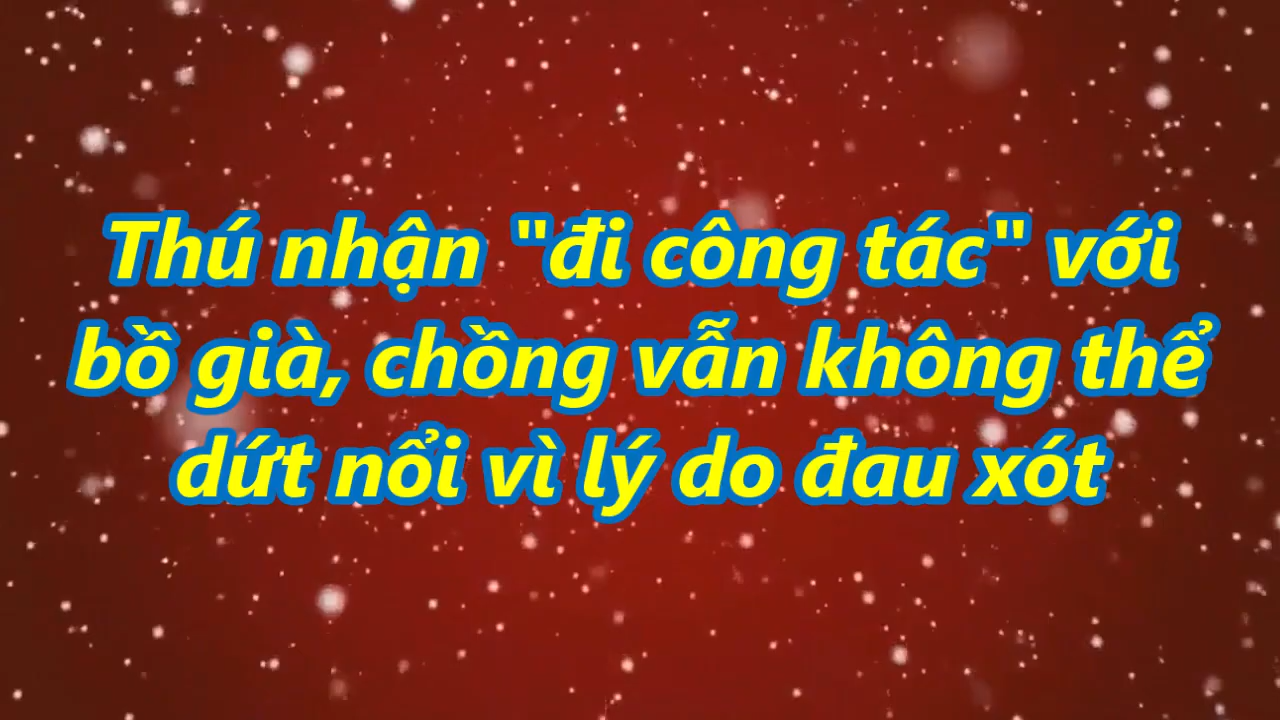 Thú nhận "đi công tác" với
bồ già, chồng vẫn không thể
dứt nổi vì lý do đau xót